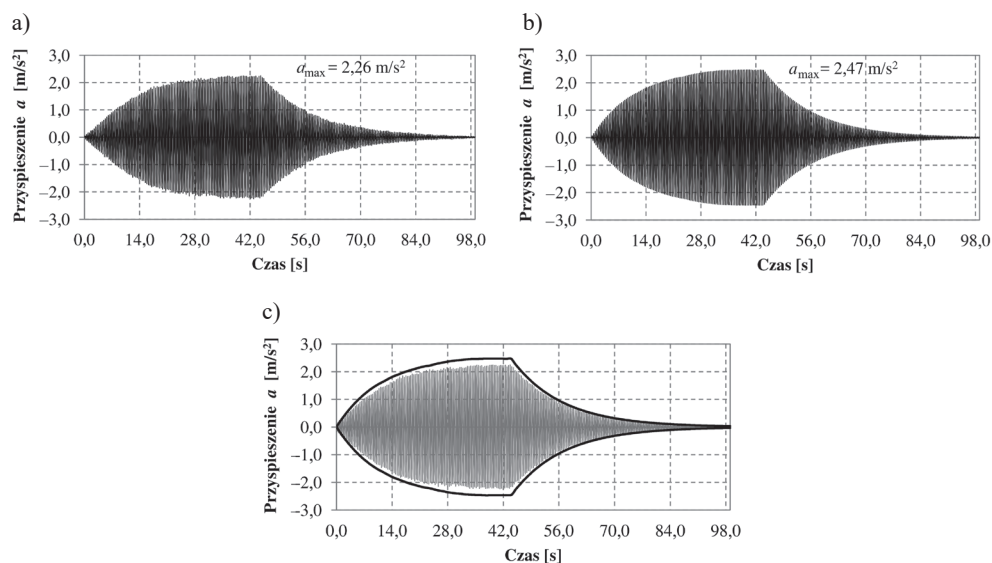 a)
Przyspieszenie a [m/s²]
3,0
2,0
1,0
0,0
−1,0
−2,0
−3,0
a max = 2,26 m/s²
0,0 14,0 28,0 42,0 56,0 70,0 84,0 98,0
Czas [s]
b)
Przyspieszenie a [m/s²]
3,0
2,0
1,0
0,0
−1,0
−2,0
−3,0
a max = 2,47 m/s²
0,0 14,0 28,0 42,0 56,0 70,0 84,0 98,0
Czas [s]
c)
Przyspieszenie a [m/s²]
3,0
2,0
1,0
0,0
−1,0
−2,0
−3,0
0,0 14,0 28,0 42,0 56,0 70,0 84,0 98,0
Czas [s]